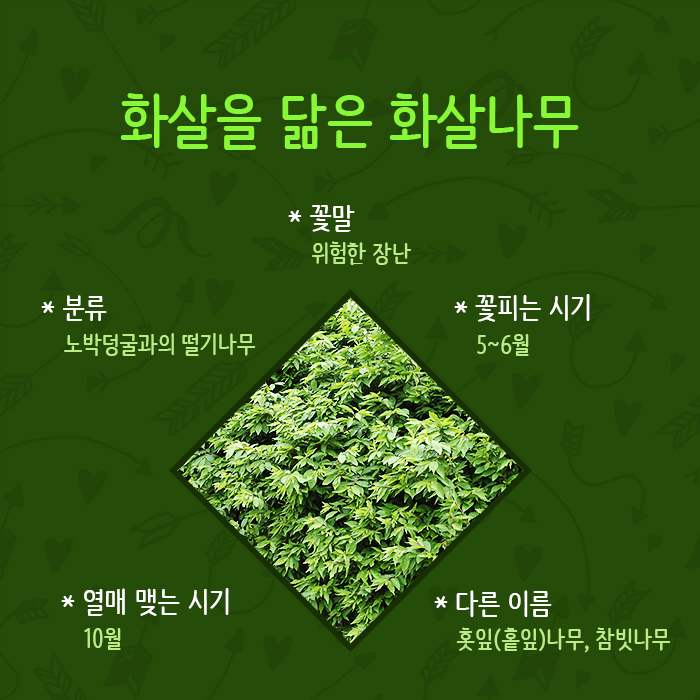 화살을 닮은 화살나무
* 꽃말
위험한 장난
* 분류
노박덩굴과의 떨기나무
* 꽃피는 시기
5~6월
* 열매 맺는 시기
10월
* 다른 이름
홋잎(홑잎)나무, 참빗나무